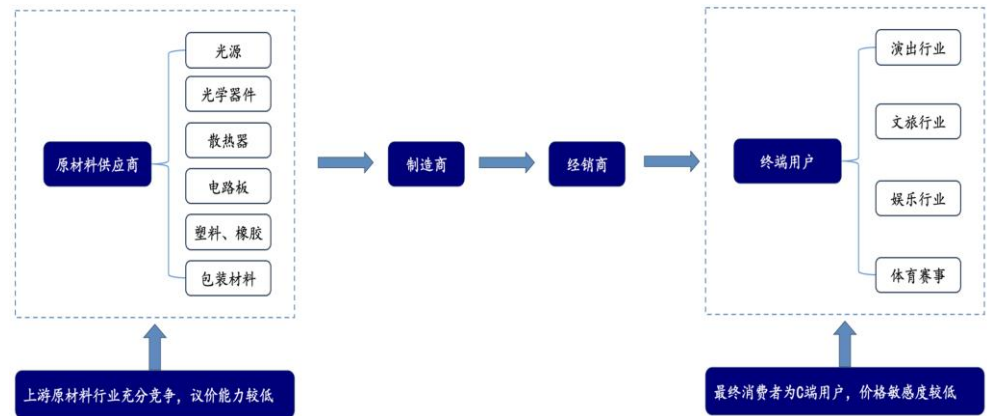 原材料供应商
光源
光学器件
散热器
电路板
塑料、橡胶
包装材料
制造商
经销商
终端用户
演出行业
文旅行业
娱乐行业
体育赛事
上游原材料行业充分竞争，议价能力较低
最终消费者为C端用户，价格敏感度较低